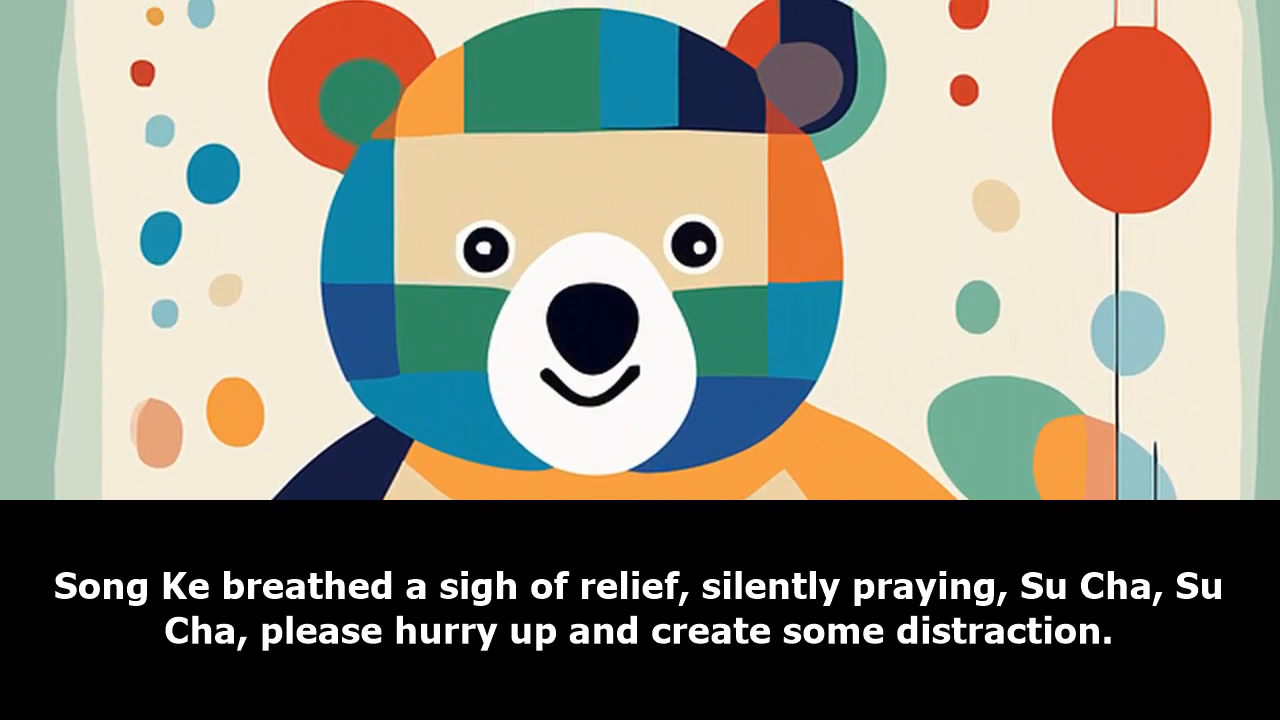 Song Ke breathed a sigh of relief, silently praying, Su Cha, Su
Cha, please hurry up and create some distraction.